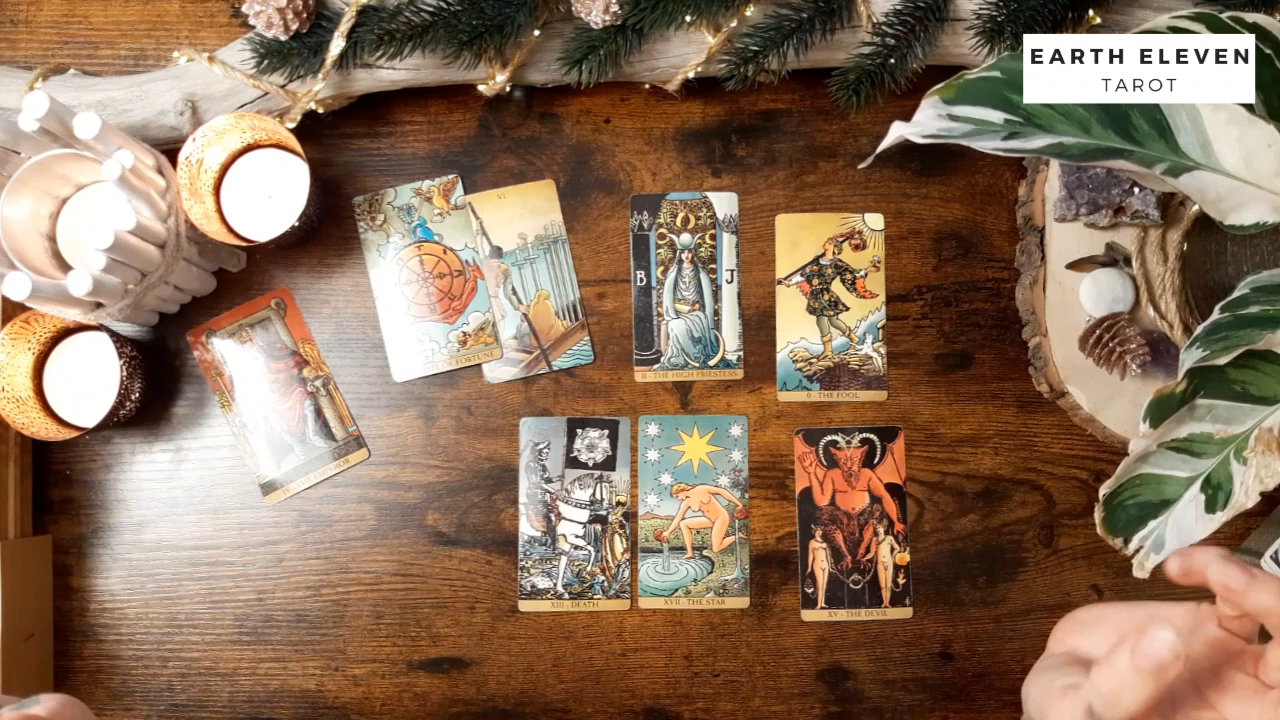 EARTH ELEVEN
TAROT
VI
B J
FORTUNE
II - THE HIGH PRIESTESS
0 - THE FOOL
XIII - DEATH
XVII - THE STAR
XV - THE DEVIL